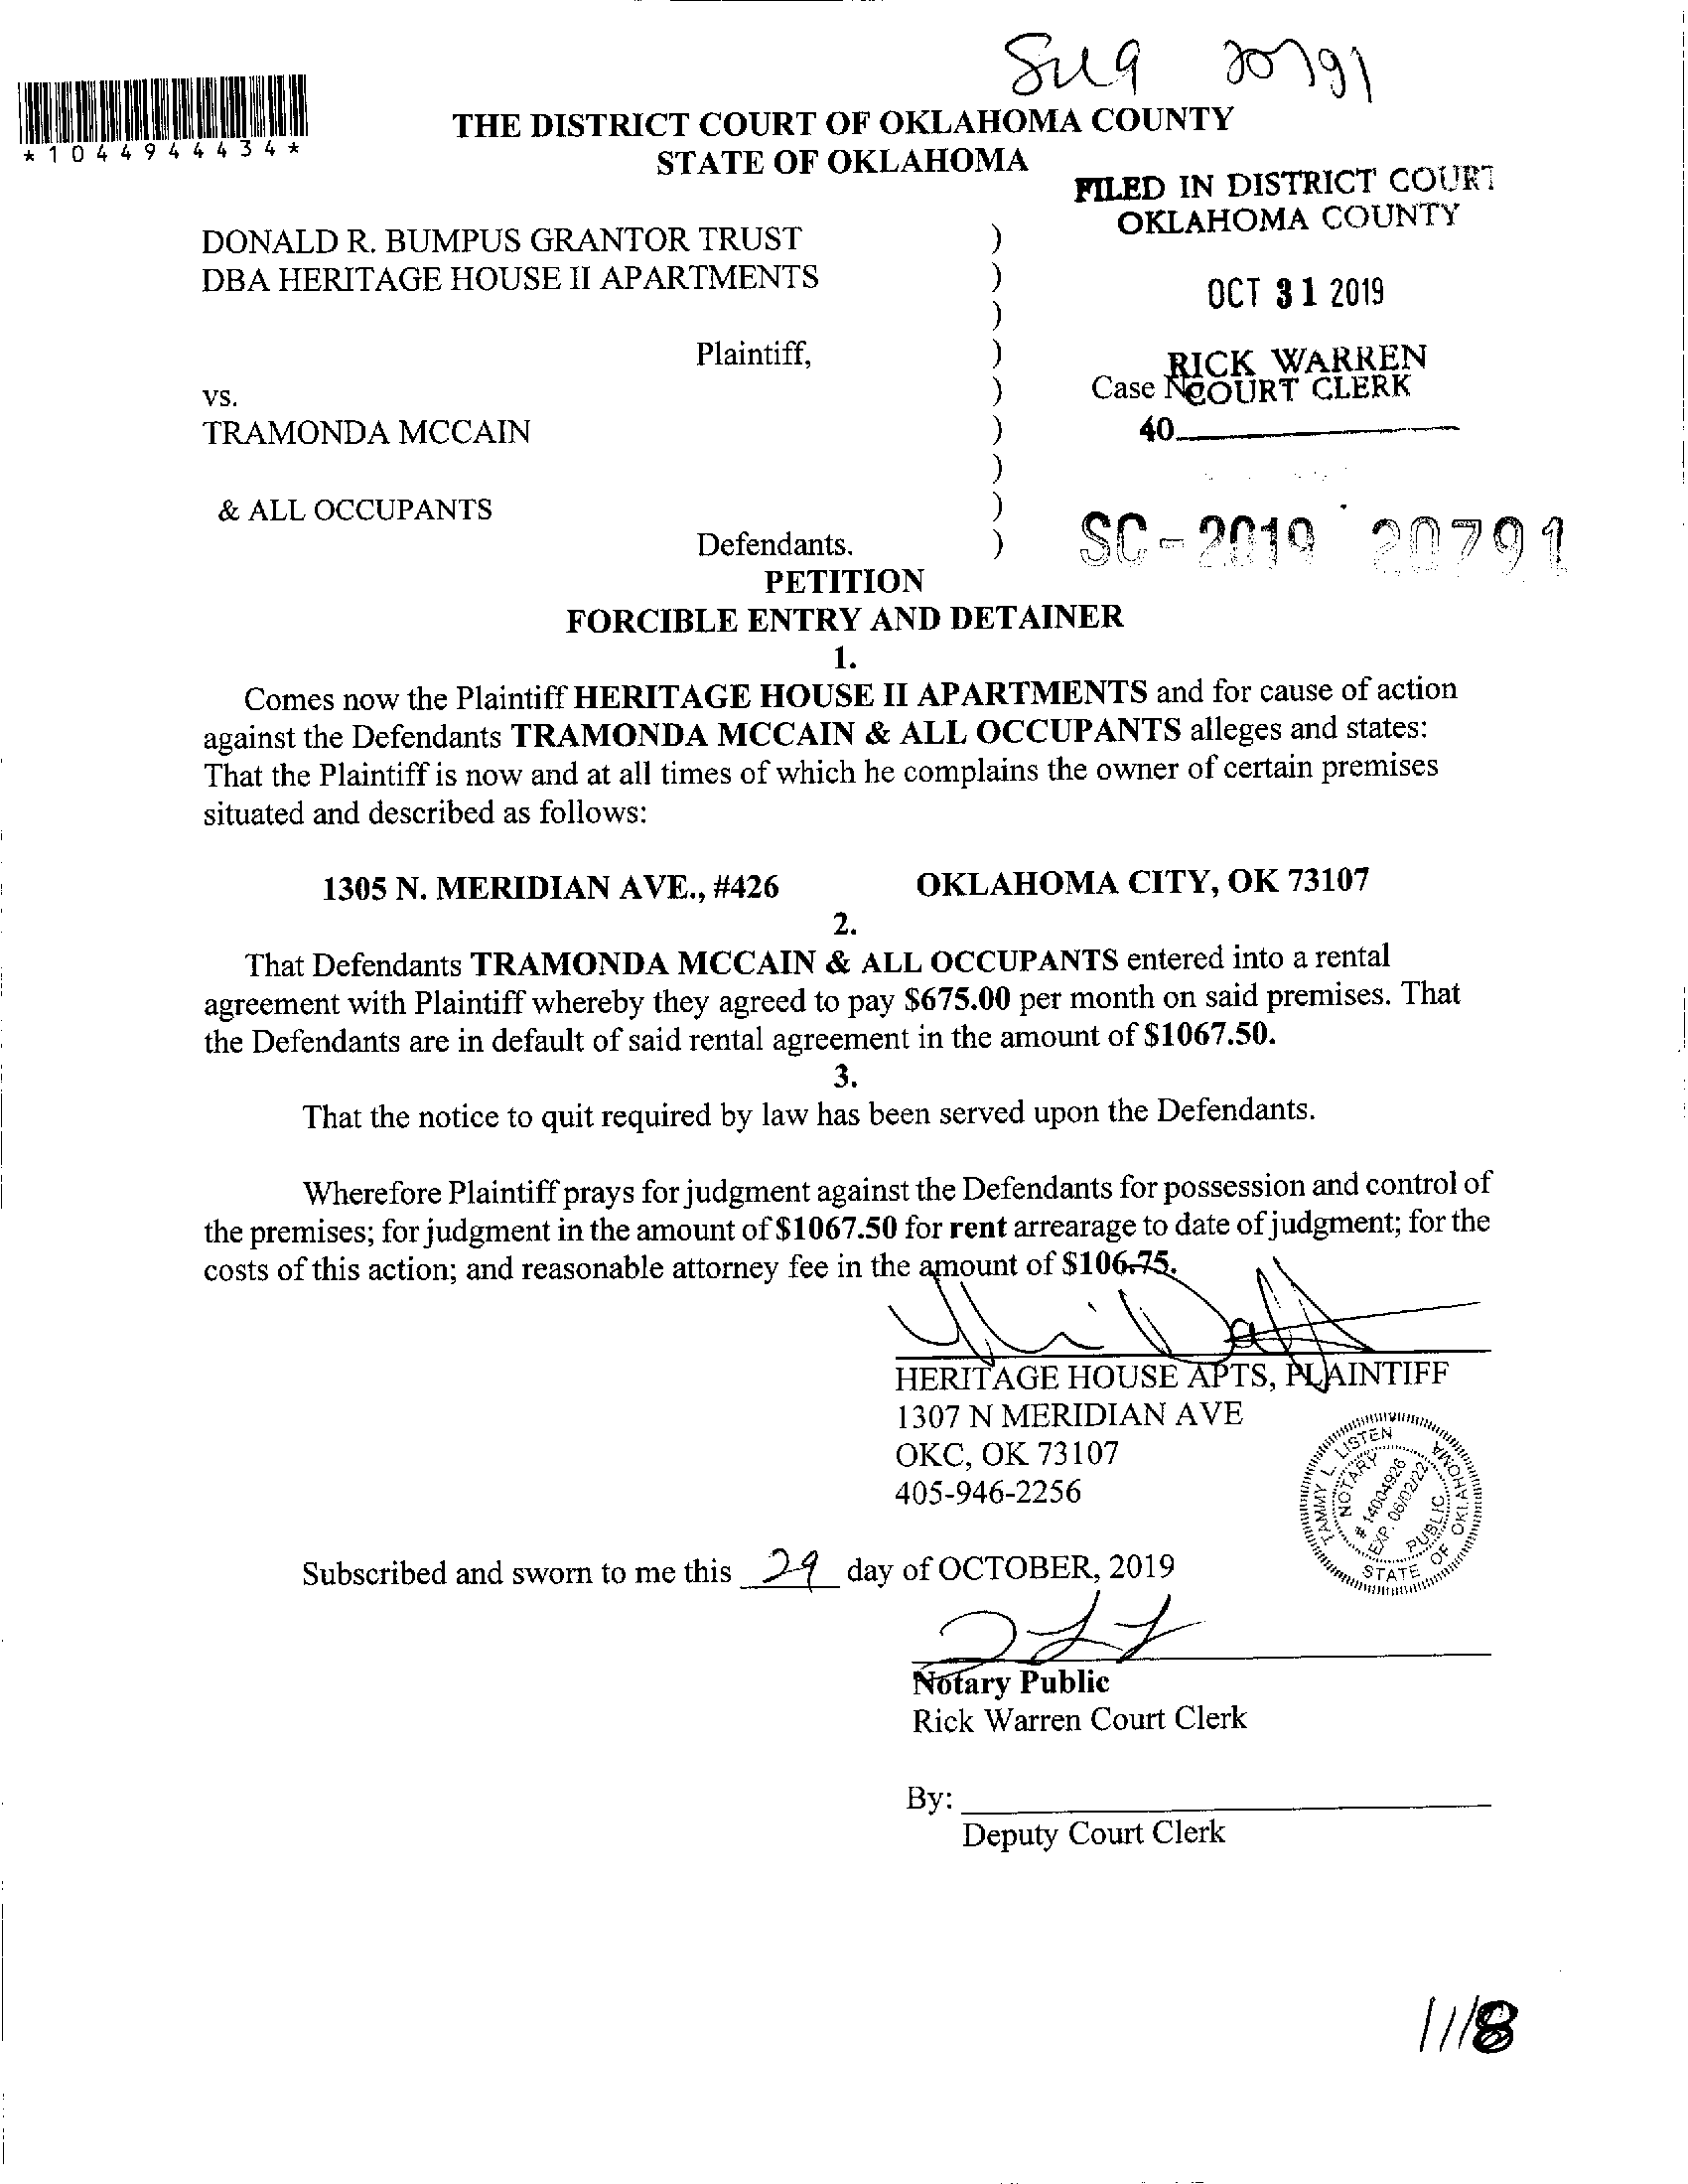 20791
*1044944434*
THE DISTRICT COURT OF OKLAHOMA COUNTY
STATE OF OKLAHOMA
FILED IN DISTRICT COURT
OKLAHOMA COUNTY
DONALD R. BUMPUS GRANTOR TRUST )
DBA HERITAGE HOUSE II APARTMENTS )
OCT 31 2019
)
Plaintiff, )
RICK WARREN
vs. )
Case No
COURT CLERK
TRAMONDA MCCAIN )
40
)
& ALL OCCUPANTS )
Defendants. )
SC-2019 20791
PETITION
FORCIBLE ENTRY AND DETAINER
1.
Comes now the Plaintiff HERITAGE HOUSE II APARTMENTS and for cause of action
against the Defendants TRAMONDA MCCAIN & ALL OCCUPANTS alleges and states:
That the Plaintiff is now and at all times of which he complains the owner of certain premises
situated and described as follows:
1305 N. MERIDIAN AVE., #426 OKLAHOMA CITY, OK 73107
2.
That Defendants TRAMONDA MCCAIN & ALL OCCUPANTS entered into a rental
agreement with Plaintiff whereby they agreed to pay $675.00 per month on said premises. That
the Defendants are in default of said rental agreement in the amount of $1067.50.
3.
That the notice to quit required by law has been served upon the Defendants.
Wherefore Plaintiff prays for judgment against the Defendants for possession and control of
the premises; for judgment in the amount of $1067.50 for rent arrearage to date of judgment; for the
costs of this action; and reasonable attorney fee in the amount of $106.75.
HERITAGE HOUSE APTS, PLAINTIFF
1307 N MERIDIAN AVE
OKC, OK 73107
405-946-2256
TAMMY L. LISTEN
NOTARY
# 14004926
EXP. 06/02/22
PUBLIC
STATE OF OKLAHOMA
Subscribed and sworn to me this 29 day of OCTOBER, 2019
Notary Public
Rick Warren Court Clerk
By:
Deputy Court Clerk
11/8